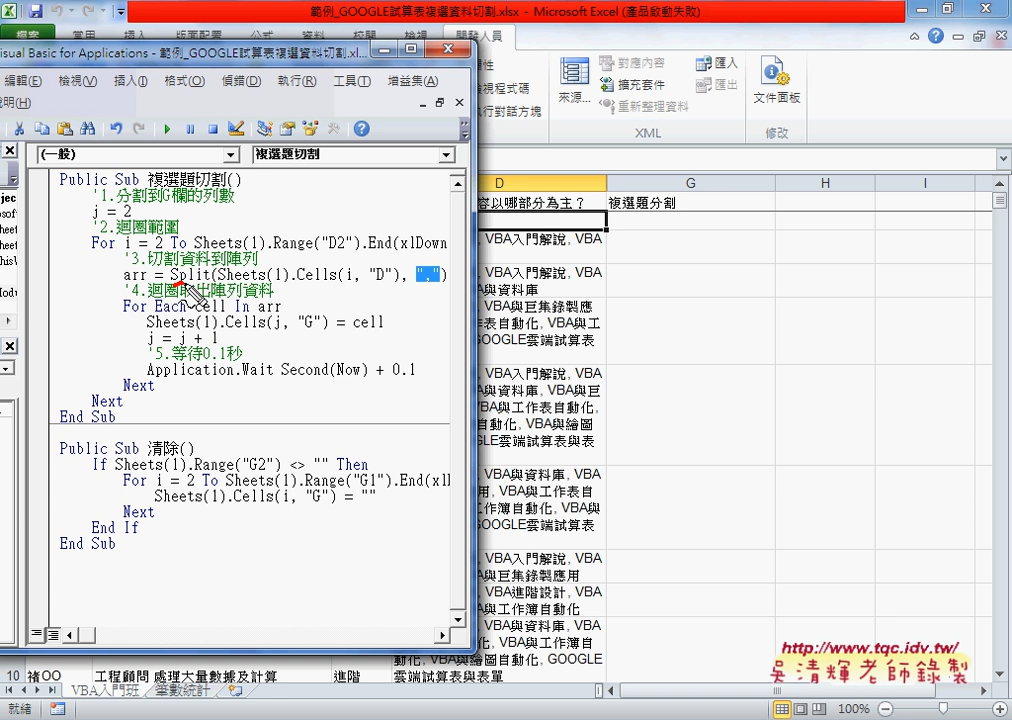 範例_GOOGLE試算表複選資料切割.xlsx - Microsoft Excel (產品啟動失敗)
isual Basic for Applications - 範例_GOOGLE試算表複選資料切割.xl...
編輯(E) 檢視(V) 插入(I) 格式(O) 偵錯(D) 執行(R) 工具(T) 增益集(A)
說明(H)
(一般)
複選題切割
Public Sub 複選題切割()
'1.分割到G欄的列數
j = 2
'2.迴圈範圍
For i = 2 To Sheets(1).Range("D2").End(xlDown
'3.切割資料到陣列
arr = Split(Sheets(1).Cells(i, "D"), ",")
'4.迴圈取出陣列資料
For Each cell In arr
Sheets(1).Cells(j, "G") = cell
j = j + 1
'5.等待0.1秒
Application.Wait Second(Now) + 0.1
Next
Next
End Sub
Public Sub 清除()
If Sheets(1).Range("G2") <> "" Then
For i = 2 To Sheets(1).Range("G1").End(xl
Sheets(1).Cells(i, "G") = ""
Next
End If
End Sub
開發人員
屬性
檢視程式碼
執行對話方塊
來源...
對應內容
擴充套件
重新整理資料
匯入
匯出
XML
文件面板
修改
D G H I
容以哪部分為主？ 複選題分割
, VBA入門解說, VBA
, VBA入門解說, VBA
與資料庫
, VBA與巨集錄製應
作表自動化, VBA與工
GOOGLE雲端試算表
, VBA入門解說, VBA
與資料庫, VBA與巨
VBA與工作表自動化,
自動化, VBA與繪圖
GLE雲端試算表與表
, VBA與資料庫, VBA
用, VBA與工作表自
工作簿自動化, VBA與
GOOGLE雲端試算表
, VBA入門解說, VBA
A與巨集錄製應用
, VBA進階設計, VBA
A與工作簿自動化
, VBA與資料庫, VBA
化, VBA與工作簿自
動化, VBA與繪圖自動化, GOOGLE
雲端試算表與表單
10 褚OO 工程顧問 處理大量數據及計算 進階
VBA入門班 筆數統計
就緒
100%
http://www.tqc.idv.tw/
吳清輝老師錄製